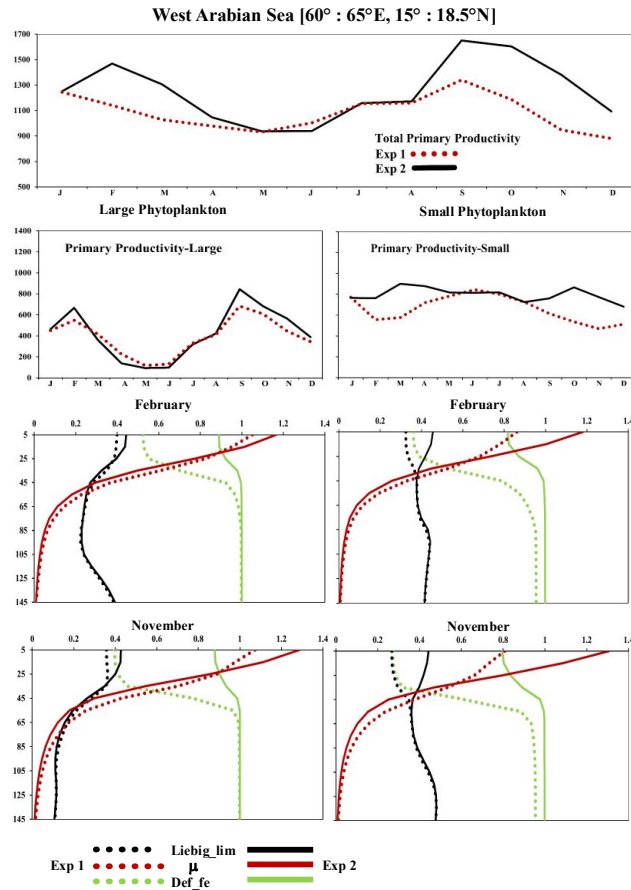 West Arabian Sea [60° : 65°E, 15° : 18.5°N]
1700
1500
1300
1100
900
700
500
Total Primary Productivity
Exp 1
Exp 2
J F M A M J J A S O N D
Large Phytoplankton
Small Phytoplankton
1400
1200
1000
800
600
400
200
0
Primary Productivity-Large
J F M A M J J A S O N D
Primary Productivity-Small
J F M A M J J A S O N D
February
0 0.2 0.4 0.6 0.8 1 1.2 1.4
5
25
45
65
85
105
125
145
February
0 0.2 0.4 0.6 0.8 1 1.2 1.4
November
0 0.2 0.4 0.6 0.8 1 1.2 1.4
5
25
45
65
85
105
125
145
November
0 0.2 0.4 0.6 0.8 1 1.2 1.4
Liebig_lim
Exp 1 μ Exp 2
Def_fe